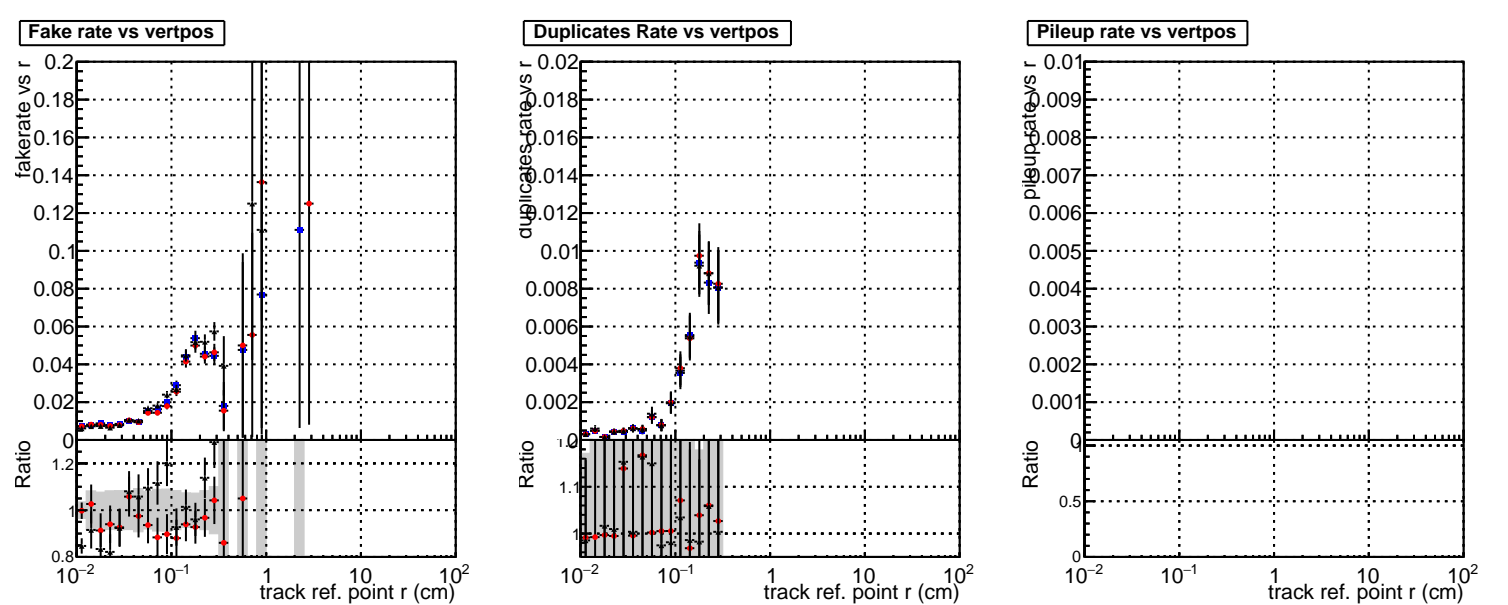 Fake rate vs vertpos
fakerate vs r
0.2
0.18
0.16
0.14
0.12
0.1
0.08
0.06
0.04
0.02
0
Ratio
1.2
1
0.8
10−2 10−1 1 10 102
track ref. point r (cm)
Duplicates Rate vs vertpos
duplicates rate vs r
0.02
0.018
0.016
0.014
0.012
0.01
0.008
0.006
0.004
0.002
0
Ratio
1.1
1
10−2 10−1 1 10 102
track ref. point r (cm)
Pileup rate vs vertpos
pileup rate vs r
0.01
0.009
0.008
0.007
0.006
0.005
0.004
0.003
0.002
0.001
0
Ratio
1
0.5
0
10−2 10−1 1 10 102
track ref. point r (cm)